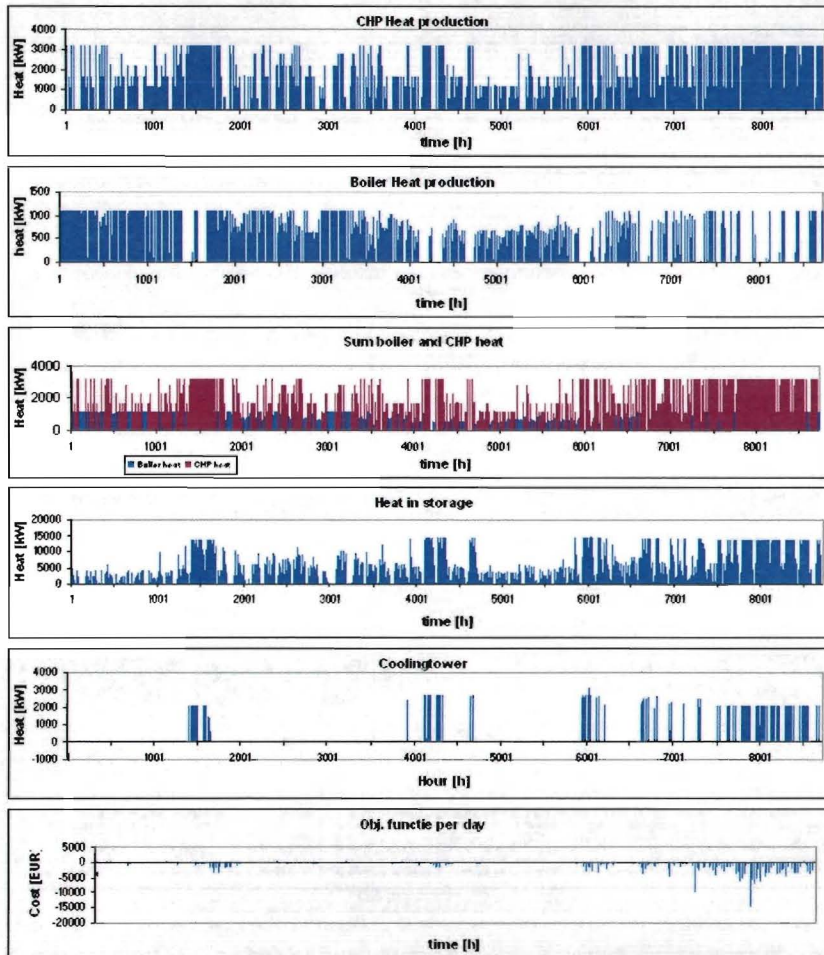 CHP Heat production
Heat [kW]
4000
3000
2000
1000
0
1 1001 2001 3001 4001 5001 6001 7001 8001
time [h]
Boiler Heat production
heat [kW]
1500
1000
500
0
1 1001 2001 3001 4001 5001 6001 7001 8001
time [h]
Sum boiler and CHP heat
Heat [kW]
4000
2000
0
1 1001 2001 3001 4001 5001 6001 7001 8001
time [h]
Boiler heat CHP heat
Heat in storage
Heat [kW]
20000
15000
10000
5000
0
1 1001 2001 3001 4001 5001 6001 7001 8001
time [h]
Coolingtower
Heat [kW]
4000
3000
2000
1000
0
-1000
1 1001 2001 3001 4001 5001 6001 7001 8001
Hour [h]
Obj. functie per day
Cost [EUR]
5000
0
-5000
-10000
-15000
-20000
time [h]